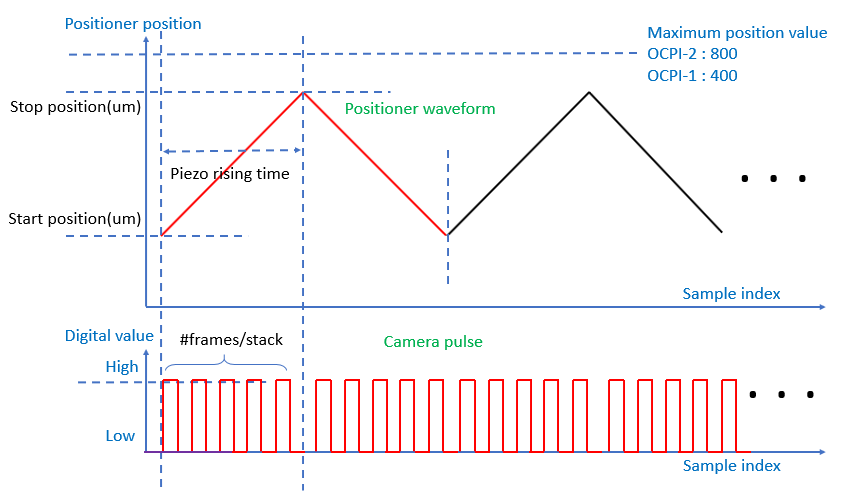 Positioner position
Maximum position value
OCPI-2 : 800
OCPI-1 : 400
Stop position(um)
Positioner waveform
Piezo rising time
Start position(um)
Sample index
Digital value
#frames/stack
Camera pulse
High
Low
Sample index